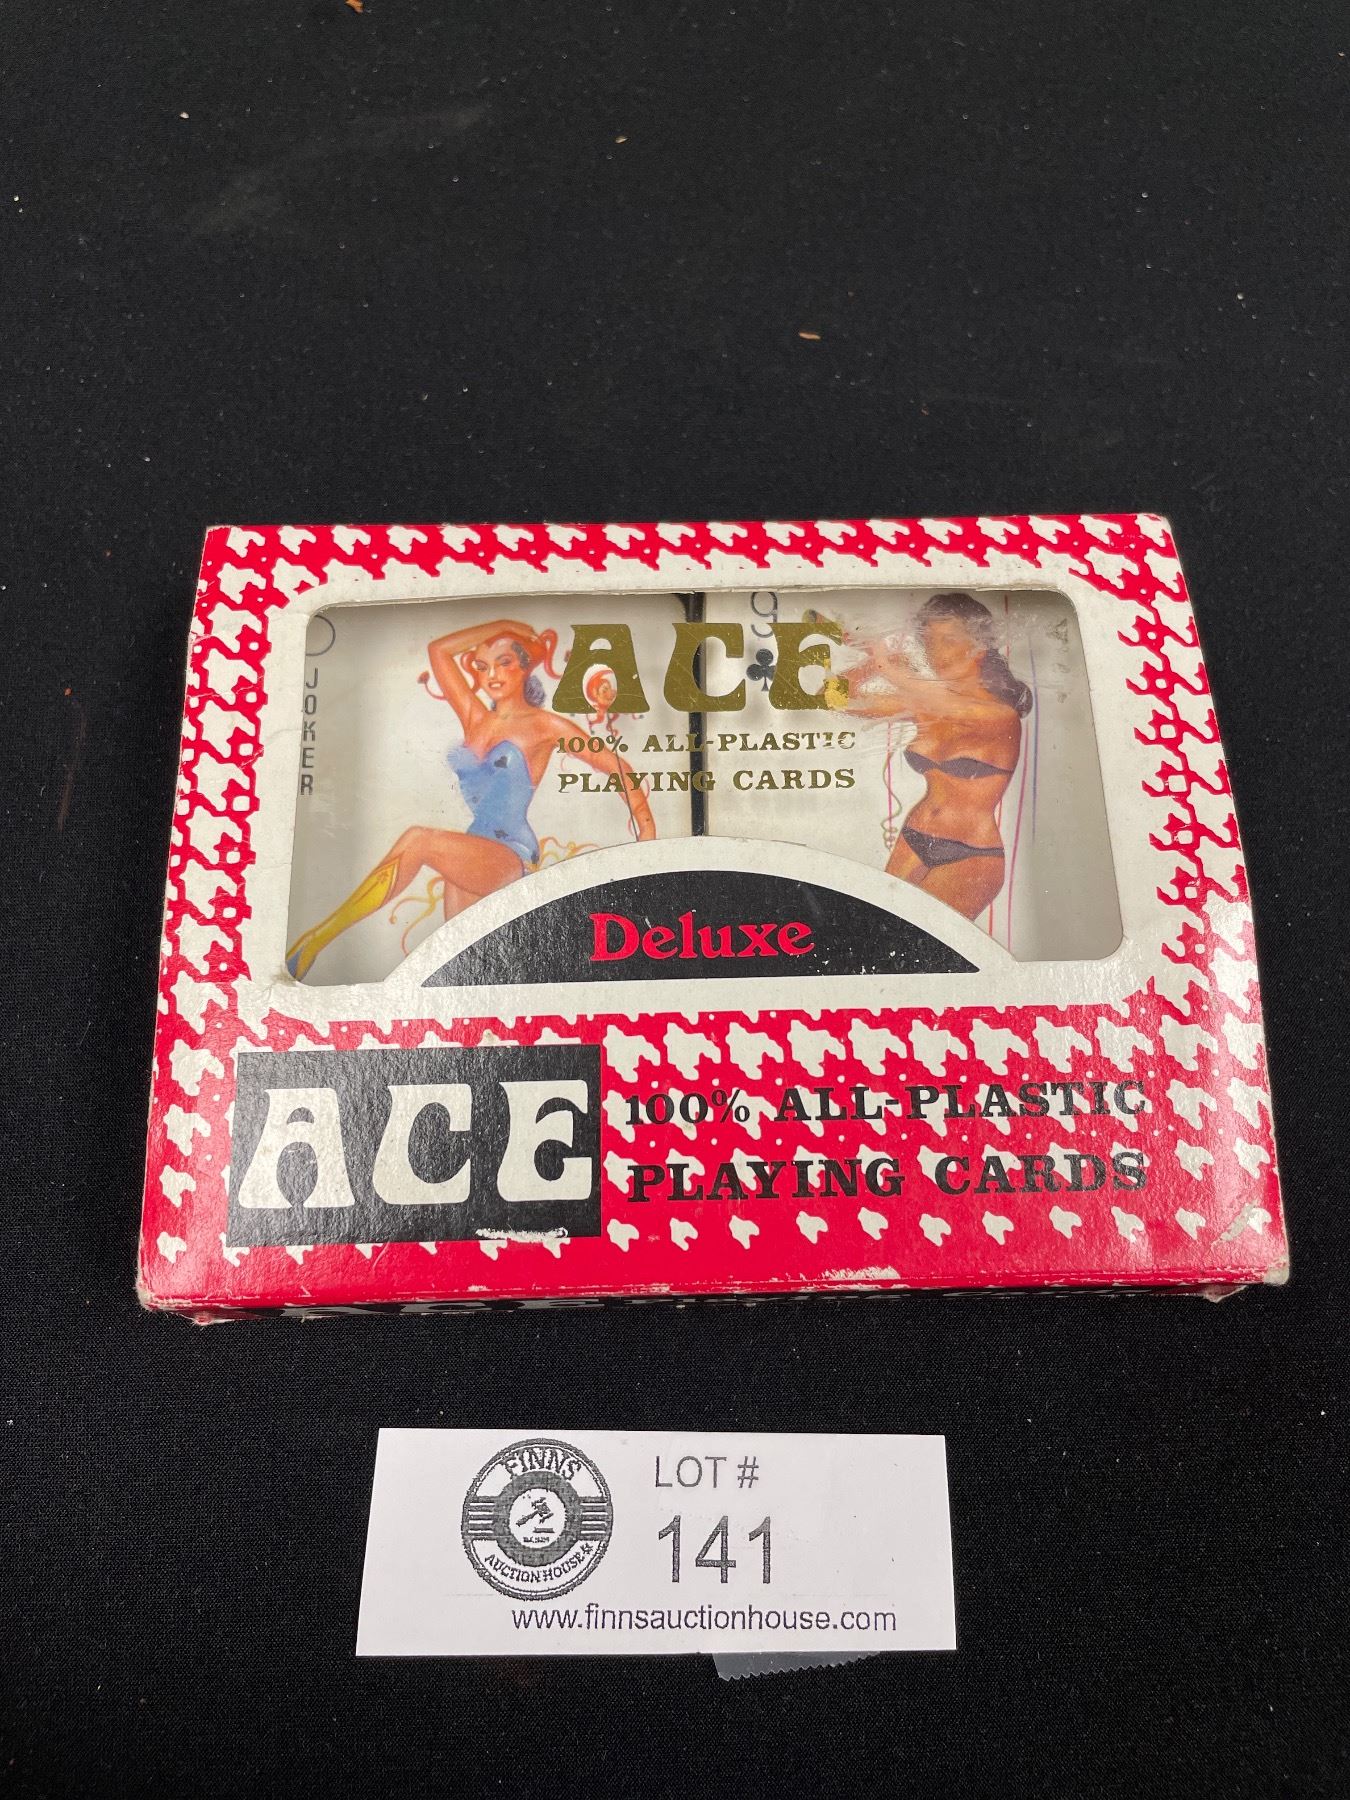 JOKER
9
ACE
100% ALL-PLASTIC
PLAYING CARDS
Deluxe
ACE
100% ALL-PLASTIC
PLAYING CARDS
FINNS
AUCTION HOUSE
LOT #
141
www.finnsauctionhouse.com